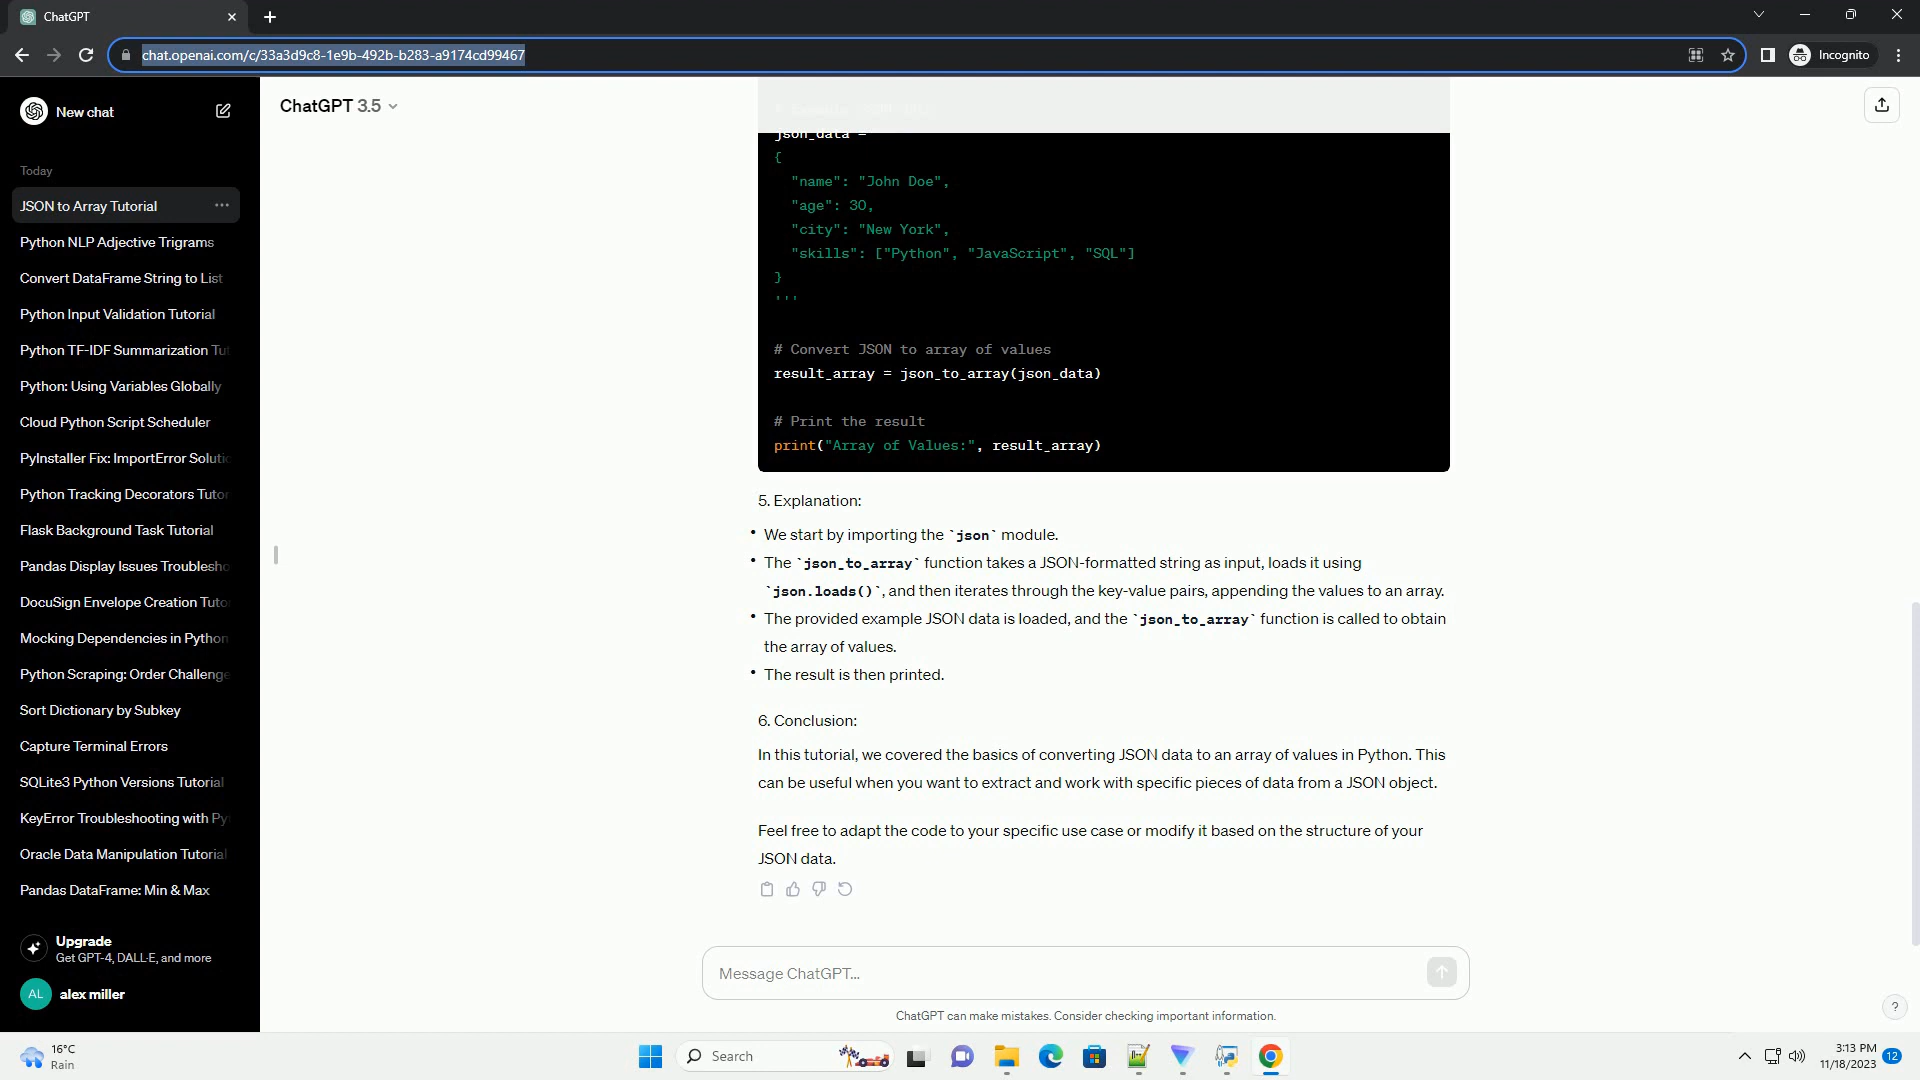 ChatGPT
chat.openai.com/c/33a3d9c8-1e9b-492b-b283-a9174cd99467
Incognito
New chat
Today
JSON to Array Tutorial
Python NLP Adjective Trigrams
Convert DataFrame String to List
Python Input Validation Tutorial
Python TF-IDF Summarization Tut
Python: Using Variables Globally
Cloud Python Script Scheduler
PyInstaller Fix: ImportError Solutio
Python Tracking Decorators Tutor
Flask Background Task Tutorial
Pandas Display Issues Troublesho
DocuSign Envelope Creation Tuto
Mocking Dependencies in Python
Python Scraping: Order Challenge
Sort Dictionary by Subkey
Capture Terminal Errors
SQLite3 Python Versions Tutorial
KeyError Troubleshooting with Py
Oracle Data Manipulation Tutorial
Pandas DataFrame: Min & Max
Upgrade
Get GPT-4, DALL·E, and more
AL alex miller
ChatGPT 3.5
json_data =
{
"name": "John Doe",
"age": 30,
"city": "New York",
"skills": ["Python", "JavaScript", "SQL"]
}
'''
# Convert JSON to array of values
result_array = json_to_array(json_data)
# Print the result
print("Array of Values:", result_array)
5. Explanation:
• We start by importing the `json` module.
• The `json_to_array` function takes a JSON-formatted string as input, loads it using
`json.loads()`, and then iterates through the key-value pairs, appending the values to an array.
• The provided example JSON data is loaded, and the `json_to_array` function is called to obtain
the array of values.
• The result is then printed.
6. Conclusion:
In this tutorial, we covered the basics of converting JSON data to an array of values in Python. This
can be useful when you want to extract and work with specific pieces of data from a JSON object.
Feel free to adapt the code to your specific use case or modify it based on the structure of your
JSON data.
Message ChatGPT...
ChatGPT can make mistakes. Consider checking important information.
?
16°C
Rain
Search
3:13 PM
11/18/2023
12